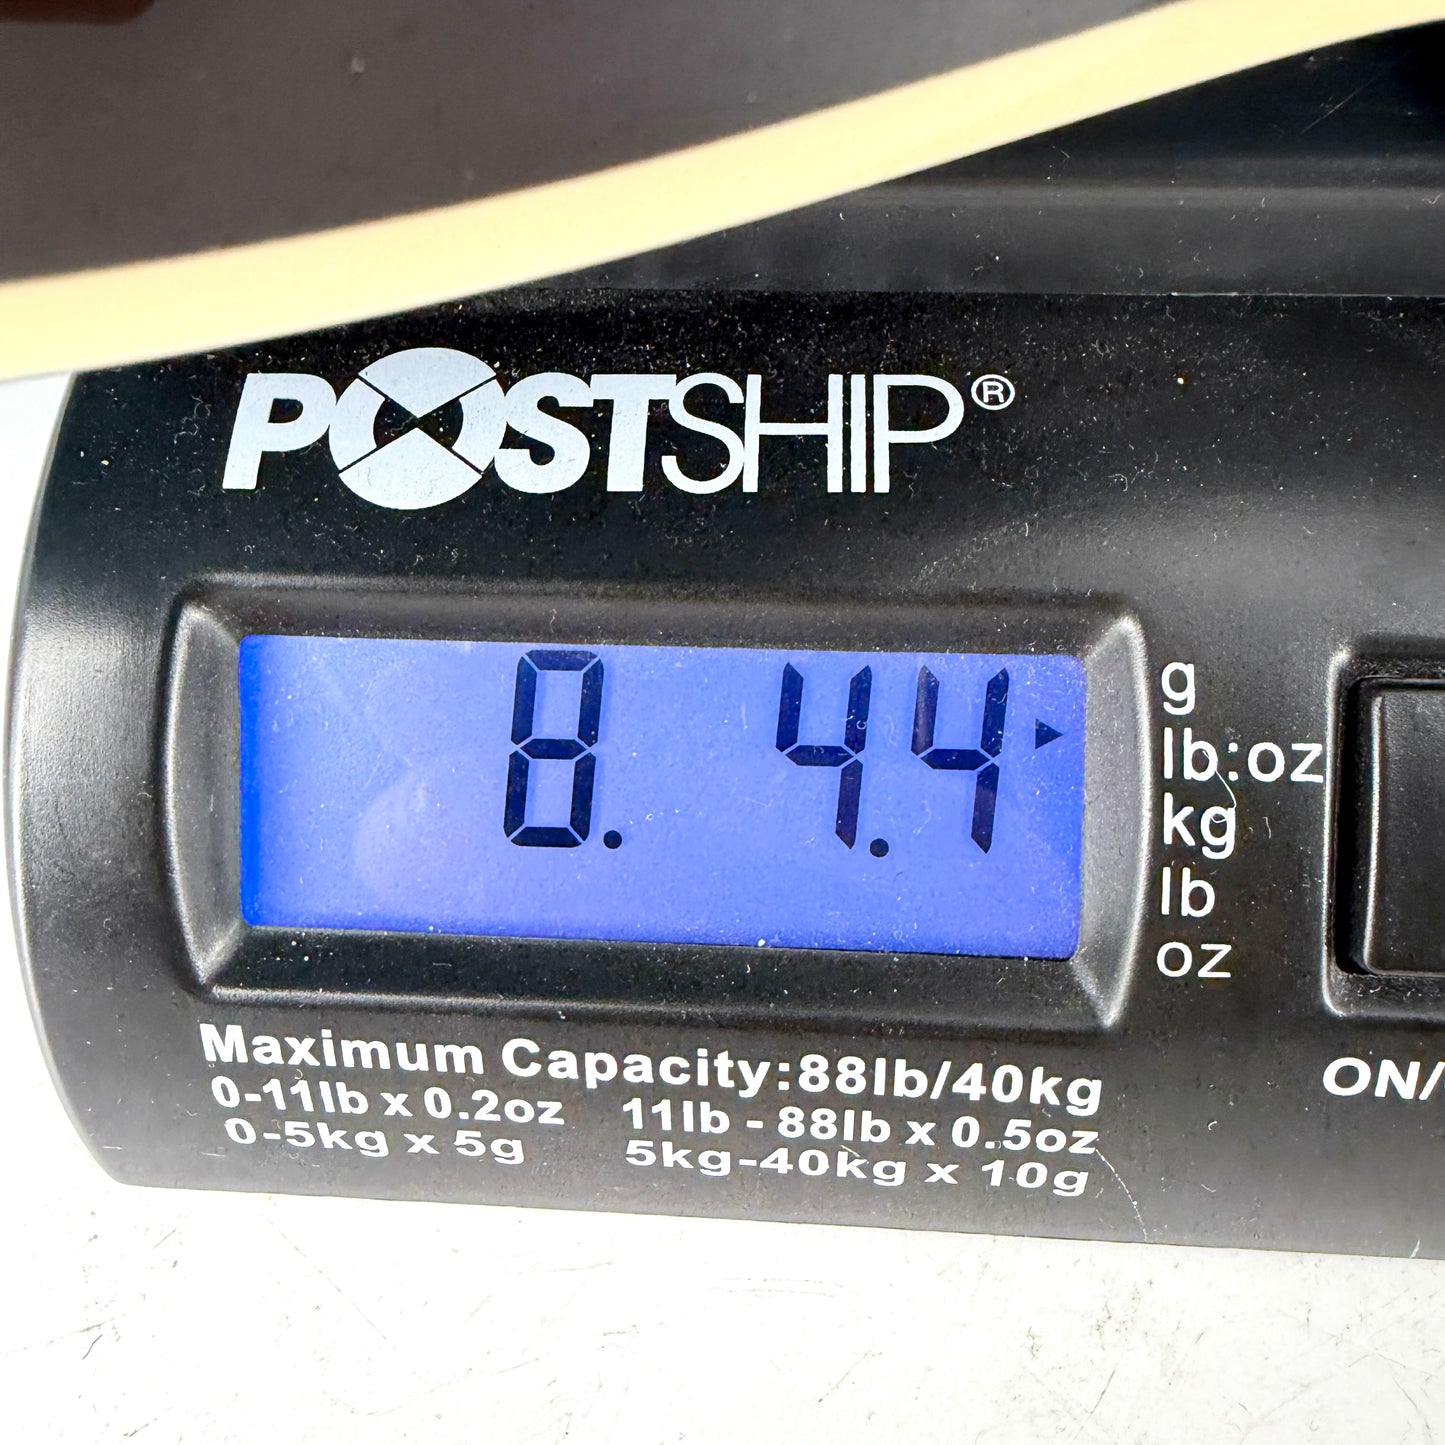 POSTSHIP®
8. 4.4
g
lb:oz
kg
lb
oz
Maximum Capacity:88lb/40kg
0-11lb x 0.2oz 11lb - 88lb x 0.5oz
0-5kg x 5g 5kg-40kg x 10g
ON/